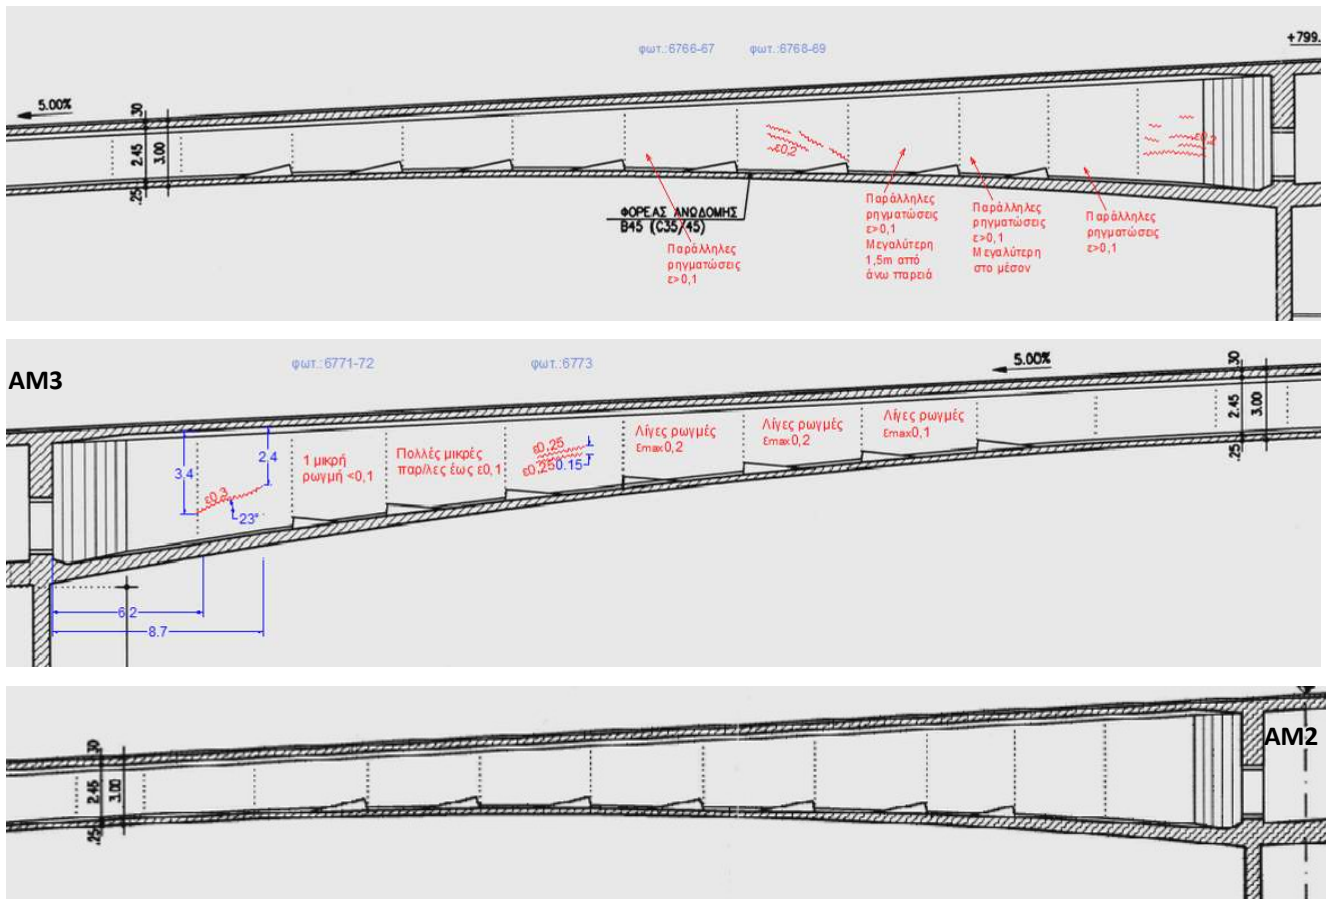 φωτ.:6766-67 φωτ.:6768-69
+799.
5.00%
.30
2.45
3.00
.25
ε0,2
ε0,2
ΦΟΡΕΑΣ ΑΝΩΔΟΜΗΣ
Β45 (C35/45)
Παράλληλες
ρηγματώσεις
ε>0,1
Παράλληλες
ρηγματώσεις
ε>0,1
Μεγαλύτερη
1,5m από
άνω παρειά
Παράλληλες
ρηγματώσεις
ε>0,1
Μεγαλύτερη
στο μέσον
Παράλληλες
ρηγματώσεις
ε>0,1
φωτ.:6771-72 φωτ.:6773
5.00%
AM3
.30
2.45
3.00
.25
3.4
2.4
ε0,3
23°
1 μικρή
ρωγμή <0,1
Πολλές μικρές
παρ/λες έως ε0,1
ε0,25
ε0.25
0.15
Λίγες ρωγμές
εmax0,2
Λίγες ρωγμές
εmax0,2
Λίγες ρωγμές
εmax0,1
6.2
8.7
AM2
.30
2.45
3.00
.25